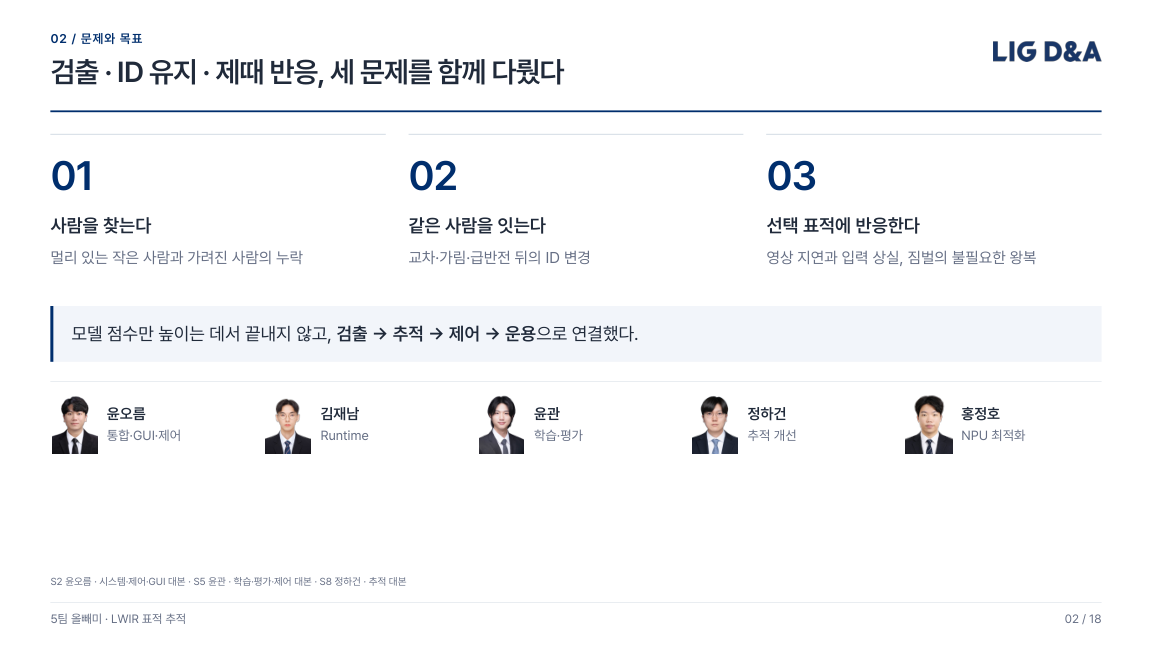 02 / 문제와 목표
검출 · ID 유지 · 제때 반응, 세 문제를 함께 다뤘다
LIG D&A
01
사람을 찾는다
멀리 있는 작은 사람과 가려진 사람의 누락
02
같은 사람을 잇는다
교차·가림·급반전 뒤의 ID 변경
03
선택 표적에 반응한다
영상 지연과 입력 상실, 짐벌의 불필요한 왕복
모델 점수만 높이는 데서 끝내지 않고, 검출 → 추적 → 제어 → 운용으로 연결했다.
윤오름
통합·GUI·제어
김재남
Runtime
윤관
학습·평가
정하건
추적 개선
홍정호
NPU 최적화
S2 윤오름 · 시스템·제어·GUI 대본 · S5 윤관 · 학습·평가·제어 대본 · S8 정하건 · 추적 대본
5팀 올빼미 · LWIR 표적 추적
02 / 18